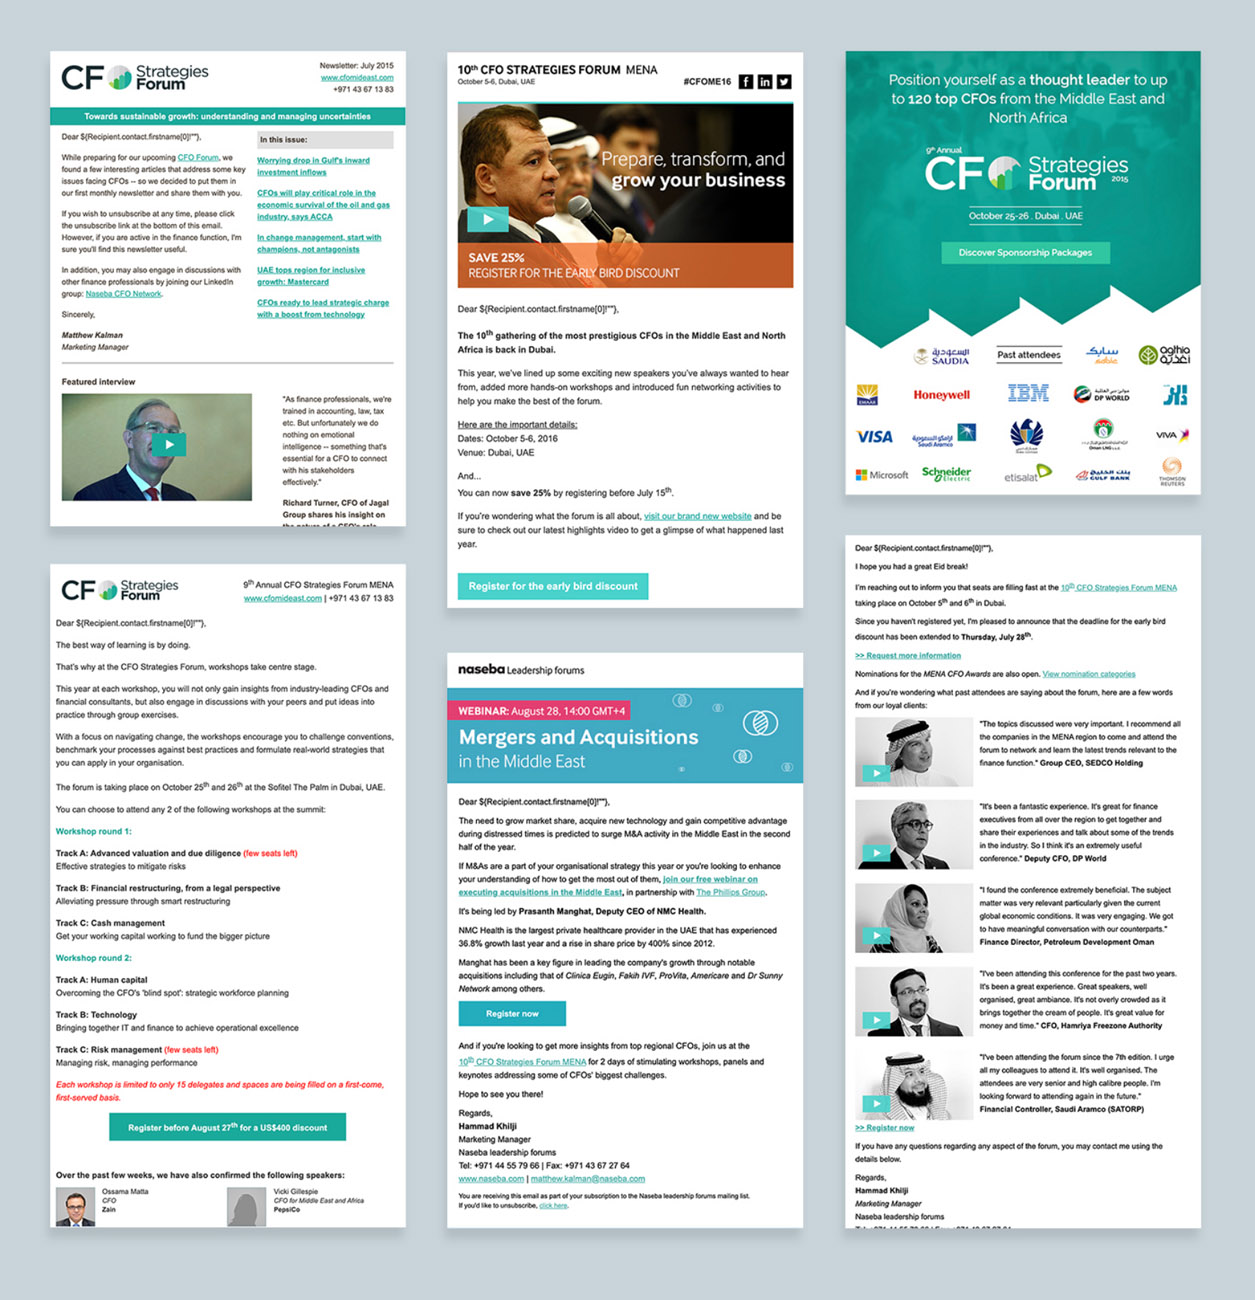 CF Strategies
Forum
Newsletter: July 2015
www.cfomideast.com
+971 43 67 13 83
Towards sustainable growth: understanding and managing uncertainties
Dear ${Recipient.contact.firstname[0]!""},
While preparing for our upcoming CFO Forum, we
found a few interesting articles that address some key
issues facing CFOs -- so we decided to put them in
our first monthly newsletter and share them with you.
If you wish to unsubscribe at any time, please click
the unsubscribe link at the bottom of this email.
However, if you are active in the finance function, I'm
sure you'll find this newsletter useful.
In addition, you may also engage in discussions with
other finance professionals by joining our LinkedIn
group: Naseba CFO Network.
Sincerely,
Matthew Kalman
Marketing Manager
In this issue:
Worrying drop in Gulf's inward
investment inflows
CFOs will play critical role in the
economic survival of the oil and gas
industry, says ACCA
In change management, start with
champions, not antagonists
UAE tops region for inclusive
growth: Mastercard
CFOs ready to lead strategic charge
with a boost from technology
Featured interview
"As finance professionals, we're
trained in accounting, law, tax
etc. But unfortunately we do
nothing on emotional
intelligence -- something that's
essential for a CFO to connect
with his stakeholders
effectively."
Richard Turner, CFO of Jagal
Group shares his insight on
the nature of a CFO's role
CF Strategies
Forum
9th Annual CFO Strategies Forum MENA
www.cfomideast.com | +971 43 67 13 83
Dear ${Recipient.contact.firstname[0]!""},
The best way of learning is by doing.
That's why at the CFO Strategies Forum, workshops take centre stage.
This year at each workshop, you will not only gain insights from industry-leading CFOs and
financial consultants, but also engage in discussions with your peers and put ideas into
practice through group exercises.
With a focus on navigating change, the workshops encourage you to challenge conventions,
benchmark your processes against best practices and formulate real-world strategies that
you can apply in your organisation.
The forum is taking place on October 25th and 26th at the Sofitel The Palm in Dubai, UAE.
You can choose to attend any 2 of the following workshops at the summit:
Workshop round 1:
Track A: Advanced valuation and due diligence (few seats left)
Effective strategies to mitigate risks
Track B: Financial restructuring, from a legal perspective
Alleviating pressure through smart restructuring
Track C: Cash management
Get your working capital working to fund the bigger picture
Workshop round 2:
Track A: Human capital
Overcoming the CFO's 'blind spot': strategic workforce planning
Track B: Technology
Bringing together IT and finance to achieve operational excellence
Track C: Risk management (few seats left)
Managing risk, managing performance
Each workshop is limited to only 15 delegates and spaces are being filled on a first-come,
first-served basis.
Register before August 27th for a US$400 discount
Over the past few weeks, we have also confirmed the following speakers:
Ossama Matta
CFO
Zain
Vicki Gillespie
CFO for Middle East and Africa
PepsiCo
10th CFO STRATEGIES FORUM MENA
October 5-6, Dubai, UAE
#CFOME16
Prepare, transform, and
grow your business
SAVE 25%
REGISTER FOR THE EARLY BIRD DISCOUNT
Dear ${Recipient.contact.firstname[0]!""},
The 10th gathering of the most prestigious CFOs in the Middle East and North
Africa is back in Dubai.
This year, we've lined up some exciting new speakers you've always wanted to hear
from, added more hands-on workshops and introduced fun networking activities to
help you make the best of the forum.
Here are the important details:
Dates: October 5-6, 2016
Venue: Dubai, UAE
And...
You can now save 25% by registering before July 15th.
If you're wondering what the forum is all about, visit our brand new website and be
sure to check out our latest highlights video to get a glimpse of what happened last
year.
Register for the early bird discount
naseba Leadership forums
WEBINAR: August 28, 14:00 GMT+4
Mergers and Acquisitions
in the Middle East
Dear ${Recipient.contact.firstname[0]!""},
The need to grow market share, acquire new technology and gain competitive advantage
during distressed times is predicted to surge M&A activity in the Middle East in the second
half of the year.
If M&As are a part of your organisational strategy this year or you're looking to enhance
your understanding of how to get the most out of them, join our free webinar on
executing acquisitions in the Middle East, in partnership with The Phillips Group.
It's being led by Prasanth Manghat, Deputy CEO of NMC Health.
NMC Health is the largest private healthcare provider in the UAE that has experienced
36.8% growth last year and a rise in share price by 400% since 2012.
Manghat has been a key figure in leading the company's growth through notable
acquisitions including that of Clinica Eugin, Fakih IVF, ProVita, Americare and Dr Sunny
Network among others.
Register now
And if you're looking to get more insights from top regional CFOs, join us at the
10th CFO Strategies Forum MENA for 2 days of stimulating workshops, panels and
keynotes addressing some of CFOs' biggest challenges.
Hope to see you there!
Regards,
Hammad Khilji
Marketing Manager
Naseba leadership forums
Tel: +971 44 55 79 66 | Fax: +971 43 67 27 64
www.naseba.com | matthew.kalman@naseba.com
You are receiving this email as part of your subscription to the Naseba leadership forums mailing list.
If you'd like to unsubscribe, click here.
Position yourself as a thought leader to up
to 120 top CFOs from the Middle East and
North Africa
9th Annual
CF Strategies
Forum 2015
October 25-26 . Dubai . UAE
Discover Sponsorship Packages
السعودية
SAUDIA
Past attendees
سابك
sabic
agthia
أغذية
EMAAR
Honeywell
IBM
موانئ دبي العالمية
DP WORLD
VISA
أرامكو السعودية
Saudi Aramco
Oman LNG
VIVA
Microsoft
Schneider
Electric
etisalat
بنك الخليج
GULF BANK
THOMSON
REUTERS
Dear ${Recipient.contact.firstname[0]!""},
I hope you had a great Eid break!
I'm reaching out to inform you that seats are filling fast at the 10th CFO Strategies Forum MENA
taking place on October 5th and 6th in Dubai.
Since you haven't registered yet, I'm pleased to announce that the deadline for the early bird
discount has been extended to Thursday, July 28th.
>> Request more information
Nominations for the MENA CFO Awards are also open. View nomination categories
And if you're wondering what past attendees are saying about the forum, here are a few words
from our loyal clients:
"The topics discussed were very important. I recommend all
the companies in the MENA region to come and attend the
forum to network and learn the latest trends relevant to the
finance function." Group CEO, SEDCO Holding
"It's been a fantastic experience. It's great for finance
executives from all over the region to get together and
share their experiences and talk about some of the trends
in the industry. So I think it's an extremely useful
conference." Deputy CFO, DP World
"I found the conference extremely beneficial. The subject
matter was very relevant particularly given the current
global economic conditions. It was very engaging. We got
to have meaningful conversation with our counterparts."
Finance Director, Petroleum Development Oman
"I've been attending this conference for the past two years.
It's been a great experience. Great speakers, well
organised, great ambiance. It's not overly crowded as it
brings together the cream of people. It's great value for
money and time." CFO, Hamriya Freezone Authority
"I've been attending the forum since the 7th edition. I urge
all my colleagues to attend it. It's well organised. The
attendees are very senior and high calibre people. I'm
looking forward to attending again in the future."
Financial Controller, Saudi Aramco (SATORP)
>> Register now
If you have any questions regarding any aspect of the forum, you may contact me using the
details below.
Regards,
Hammad Khilji
Marketing Manager
Naseba leadership forums